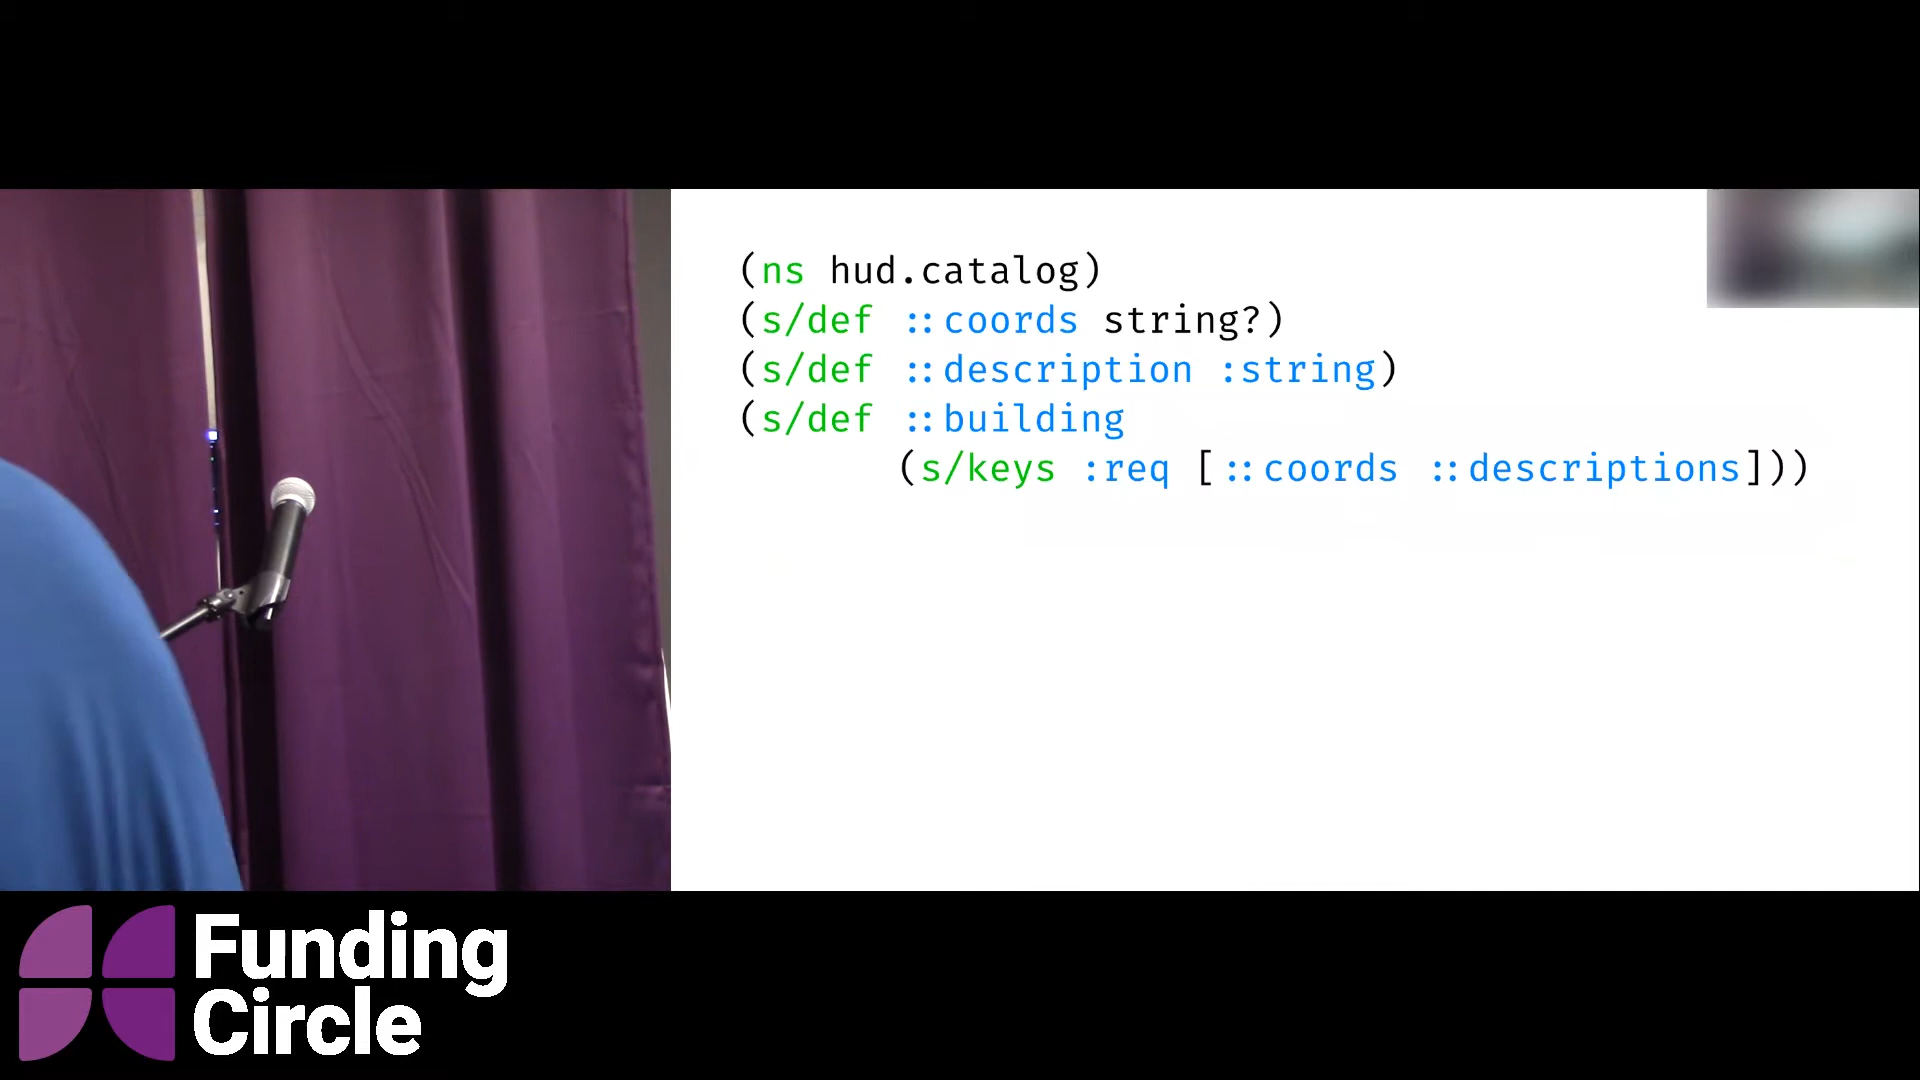 (ns hud.catalog)
(s/def ::coords string?)
(s/def ::description :string)
(s/def ::building
(s/keys :req [::coords ::descriptions]))
Funding
Circle